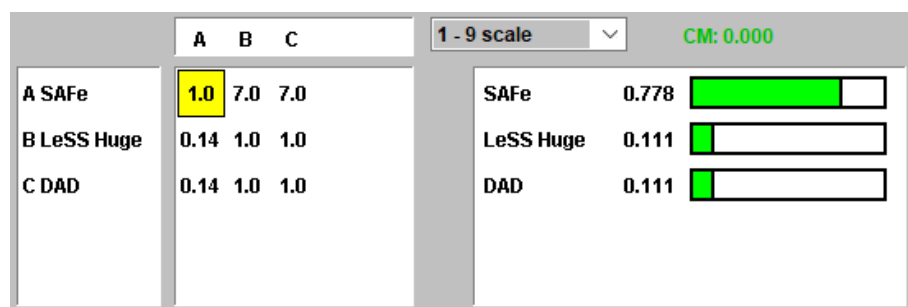 A B C 1 - 9 scale CM: 0.000
A SAFe 1.0 7.0 7.0 SAFe 0.778
B LeSS Huge 0.14 1.0 1.0 LeSS Huge 0.111
C DAD 0.14 1.0 1.0 DAD 0.111